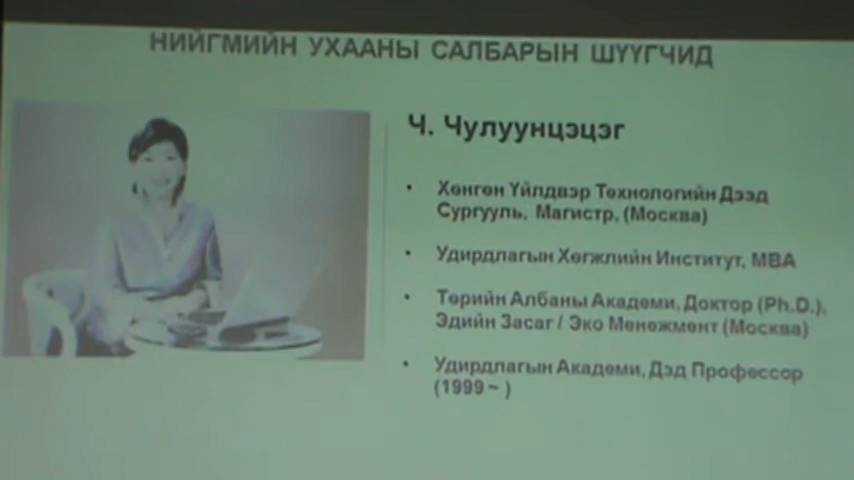 НИЙГМИЙН УХААНЫ САЛБАРЫН ШҮҮГЧИД
Ч. Чулуунцэцэг
• Хөнгөн Үйлдвэр Технологийн Дээд
Сургууль, Магистр, (Москва)
• Удирдлагын Хөгжлийн Институт, MBA
• Төрийн Албаны Академи, Доктор (Ph.D.),
Эдийн Засаг / Эко Менежмент (Москва)
• Удирдлагын Академи, Дэд Профессор
(1999 ~ )